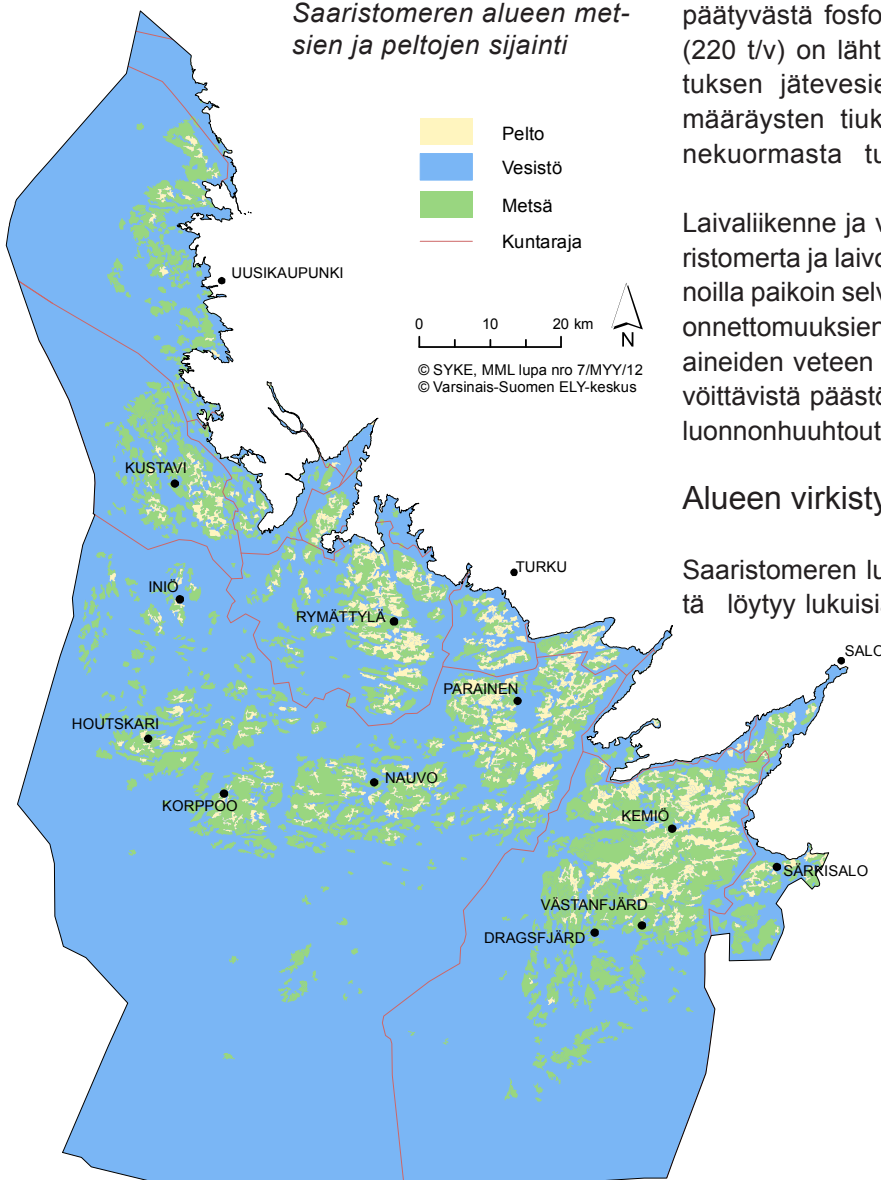 Saaristomeren alueen met-
sien ja peltojen sijainti
Pelto
Vesistö
Metsä
Kuntaraja
0 10 20 km
N
© SYKE, MML lupa nro 7/MYY/12
© Varsinais-Suomen ELY-keskus
UUSIKAUPUNKI
KUSTAVI
INIÖ
TURKU
RYMÄTTYLÄ
SALO
PARAINEN
HOUTSKARI
NAUVO
KORPPOO
KEMIÖ
SÄRKISALO
VÄSTANFJÄRD
DRAGSFJÄRD
päätyvästä fosfo
(220 t/v) on läht
tuksen jätevesie
määräysten tiuk
nekuormasta tu
Laivaliikenne ja v
ristomerta ja laivo
noilla paikoin selv
onnettomuuksien
aineiden veteen
vöittävistä päästö
luonnonhuuhtout
Alueen virkisty
Saaristomeren lu
tä löytyy lukuisi